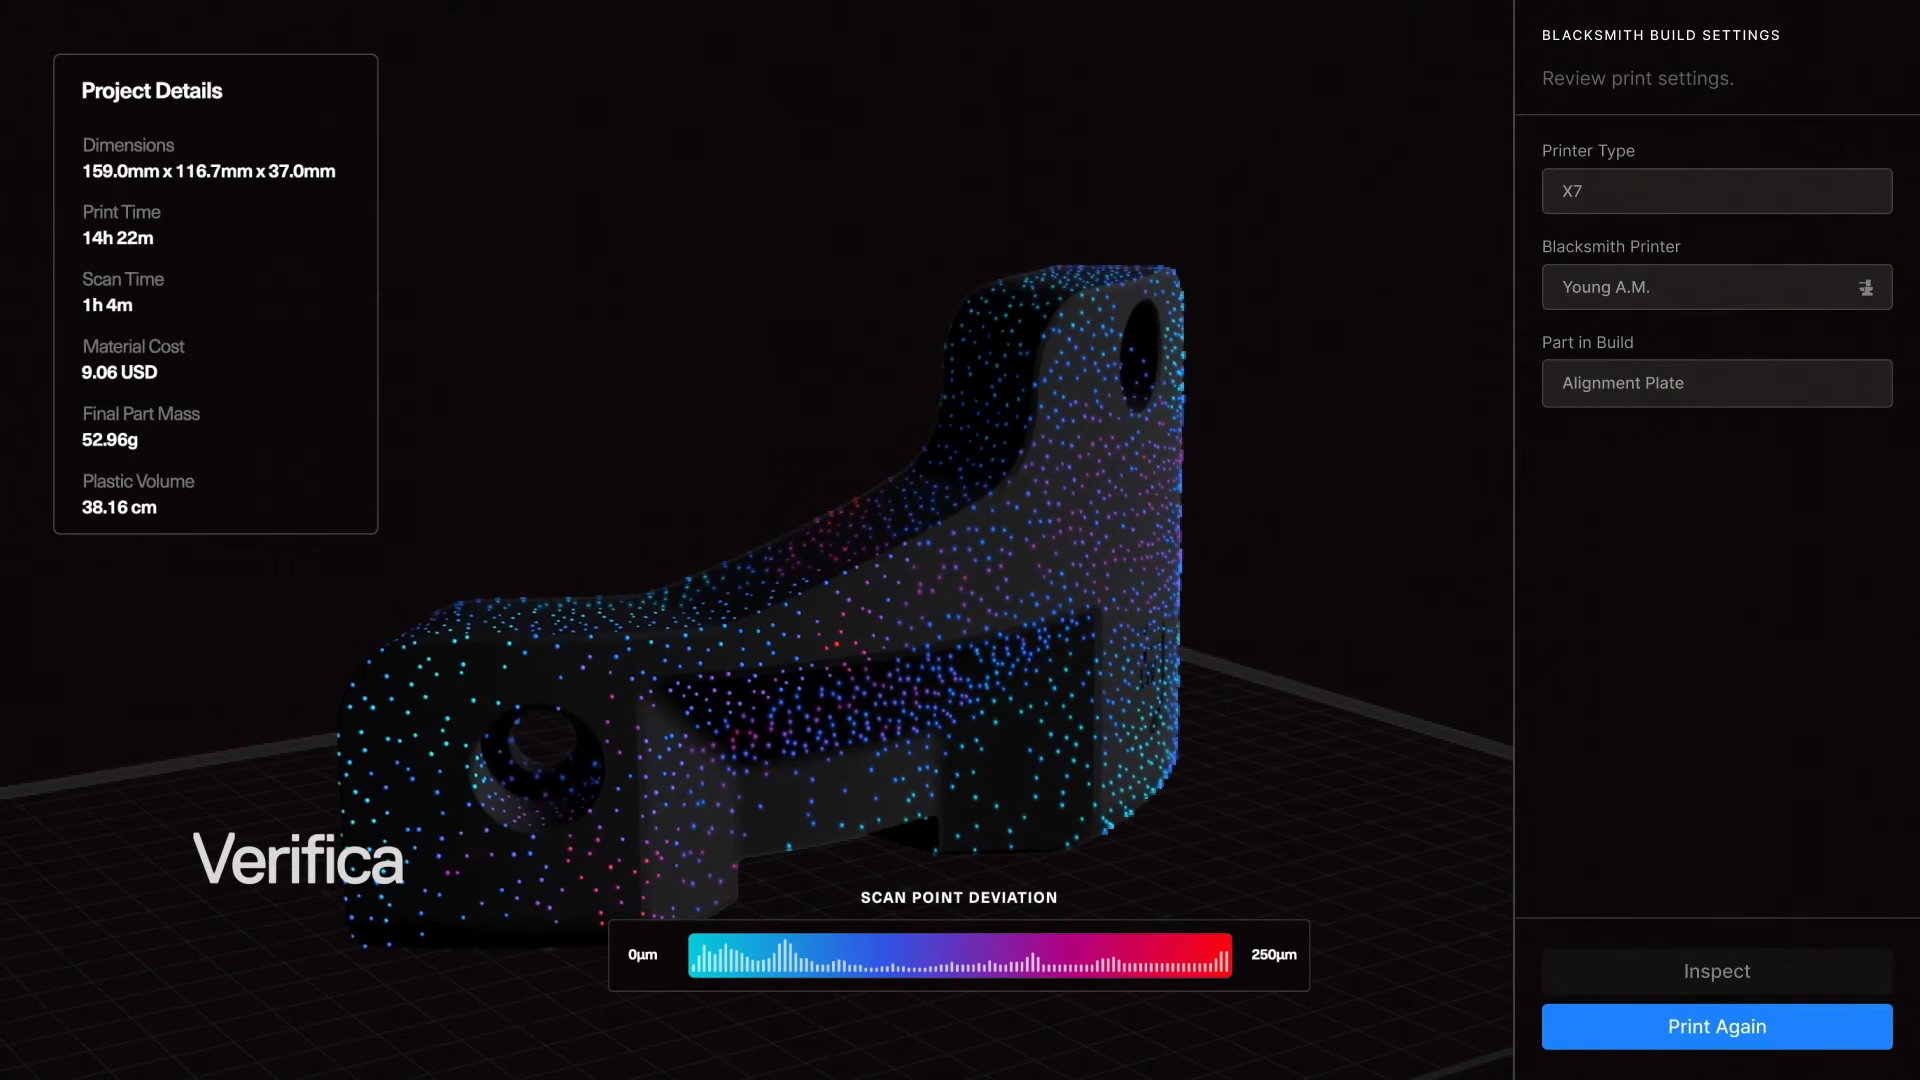 Project Details
Dimensions
159.0mm x 116.7mm x 37.0mm
Print Time
14h 22m
Scan Time
1h 4m
Material Cost
9.06 USD
Final Part Mass
52.96g
Plastic Volume
38.16 cm
Verifica
SCAN POINT DEVIATION
0µm
250µm
BLACKSMITH BUILD SETTINGS
Review print settings.
Printer Type
X7
Blacksmith Printer
Young A.M.
Part in Build
Alignment Plate
Inspect
Print Again